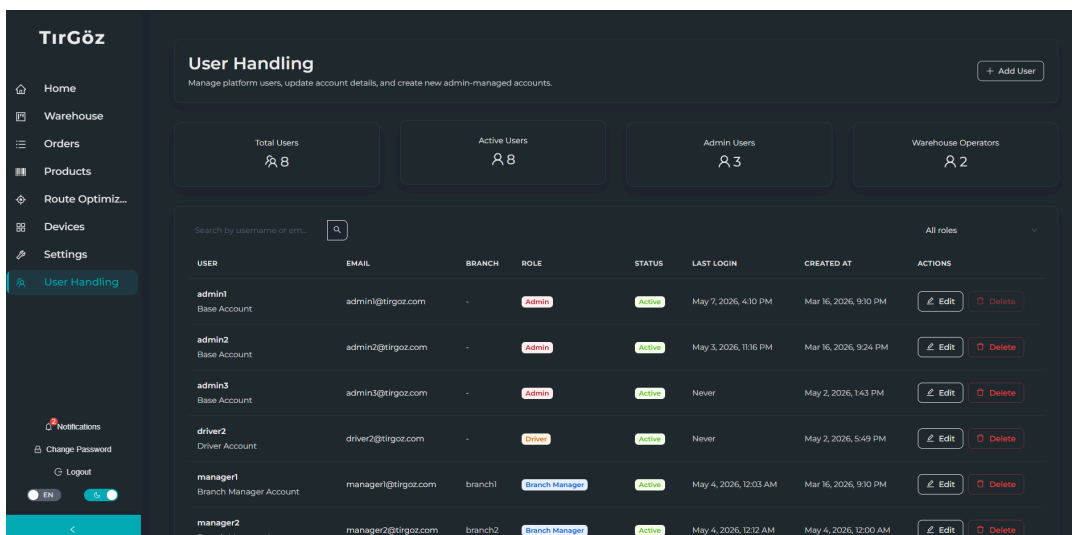 TırGöz
Home
Warehouse
Orders
Products
Route Optimiz...
Devices
Settings
User Handling
2
Notifications
Change Password
Logout
EN
<
User Handling
Manage platform users, update account details, and create new admin-managed accounts.
+ Add User
Total Users
8
Active Users
8
Admin Users
3
Warehouse Operators
2
Search by username or em...
All roles
USER EMAIL BRANCH ROLE STATUS LAST LOGIN CREATED AT ACTIONS
admin1
Base Account
admin1@tirgoz.com - Admin Active May 7, 2026, 4:10 PM Mar 16, 2026, 9:10 PM Edit Delete
admin2
Base Account
admin2@tirgoz.com - Admin Active May 3, 2026, 11:16 PM Mar 16, 2026, 9:24 PM Edit Delete
admin3
Base Account
admin3@tirgoz.com - Admin Active Never May 2, 2026, 1:43 PM Edit Delete
driver2
Driver Account
driver2@tirgoz.com - Driver Active Never May 2, 2026, 5:49 PM Edit Delete
manager1
Branch Manager Account
manager1@tirgoz.com branch1 Branch Manager Active May 4, 2026, 12:03 AM Mar 16, 2026, 9:10 PM Edit Delete
manager2
manager2@tirgoz.com branch2 Branch Manager Active May 4, 2026, 12:12 AM May 4, 2026, 12:00 AM Edit Delete